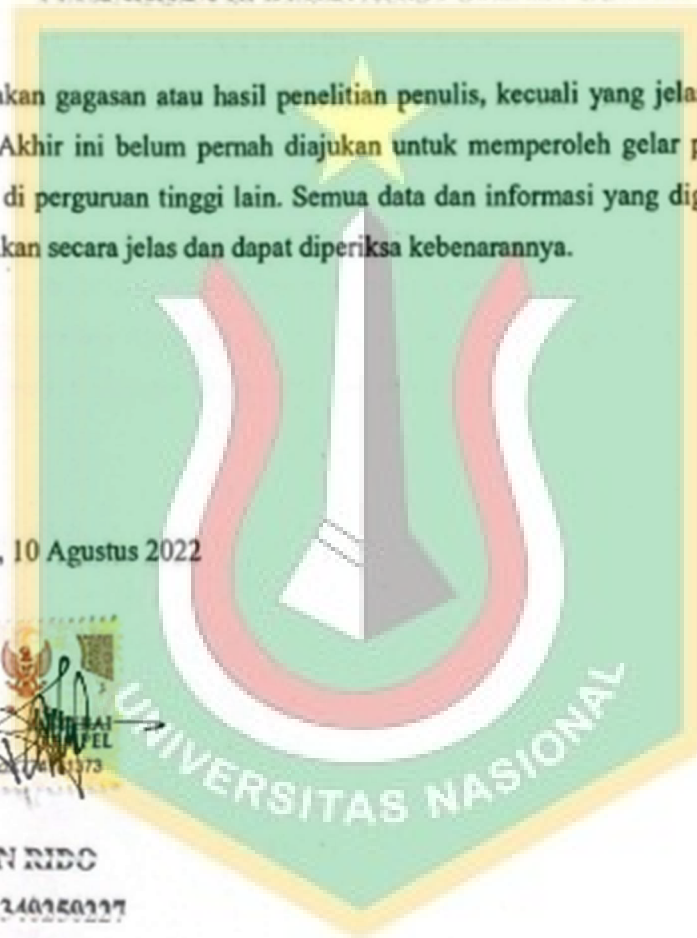 akan gagasan atau hasil penelitian penulis, kecuali yang jela
Akhir ini belum pernah diajukan untuk memperoleh gelar p
di perguruan tinggi lain. Semua data dan informasi yang dig
kan secara jelas dan dapat diperiksa kebenarannya.
, 10 Agustus 2022
UNIVERSITAS NASIONAL
N RIDO